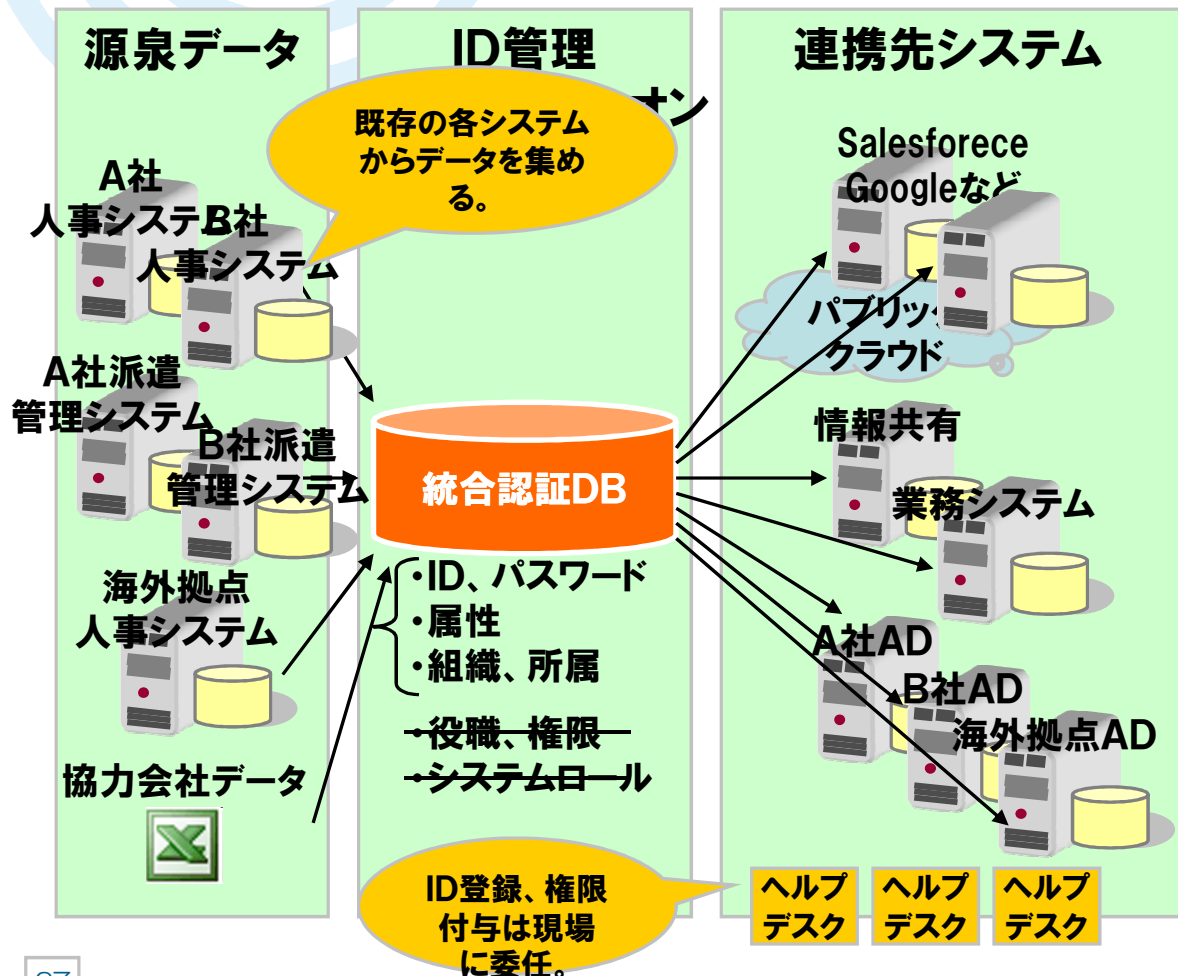 源泉データ
ID管理
オン
連携先システム
既存の各システム
からデータを集め
る。
A社
人事システム
B社
人事システム
A社派遣
管理システム
B社派遣
管理システム
海外拠点
人事システム
協力会社データ
統合認証DB
・ID、パスワード
・属性
・組織、所属
・役職、権限
・システムロール
ID登録、権限
付与は現場
に委任。
Salesforece
Googleなど
パブリック
クラウド
情報共有
業務システム
A社AD
B社AD
海外拠点AD
ヘルプ
デスク
ヘルプ
デスク
ヘルプ
デスク